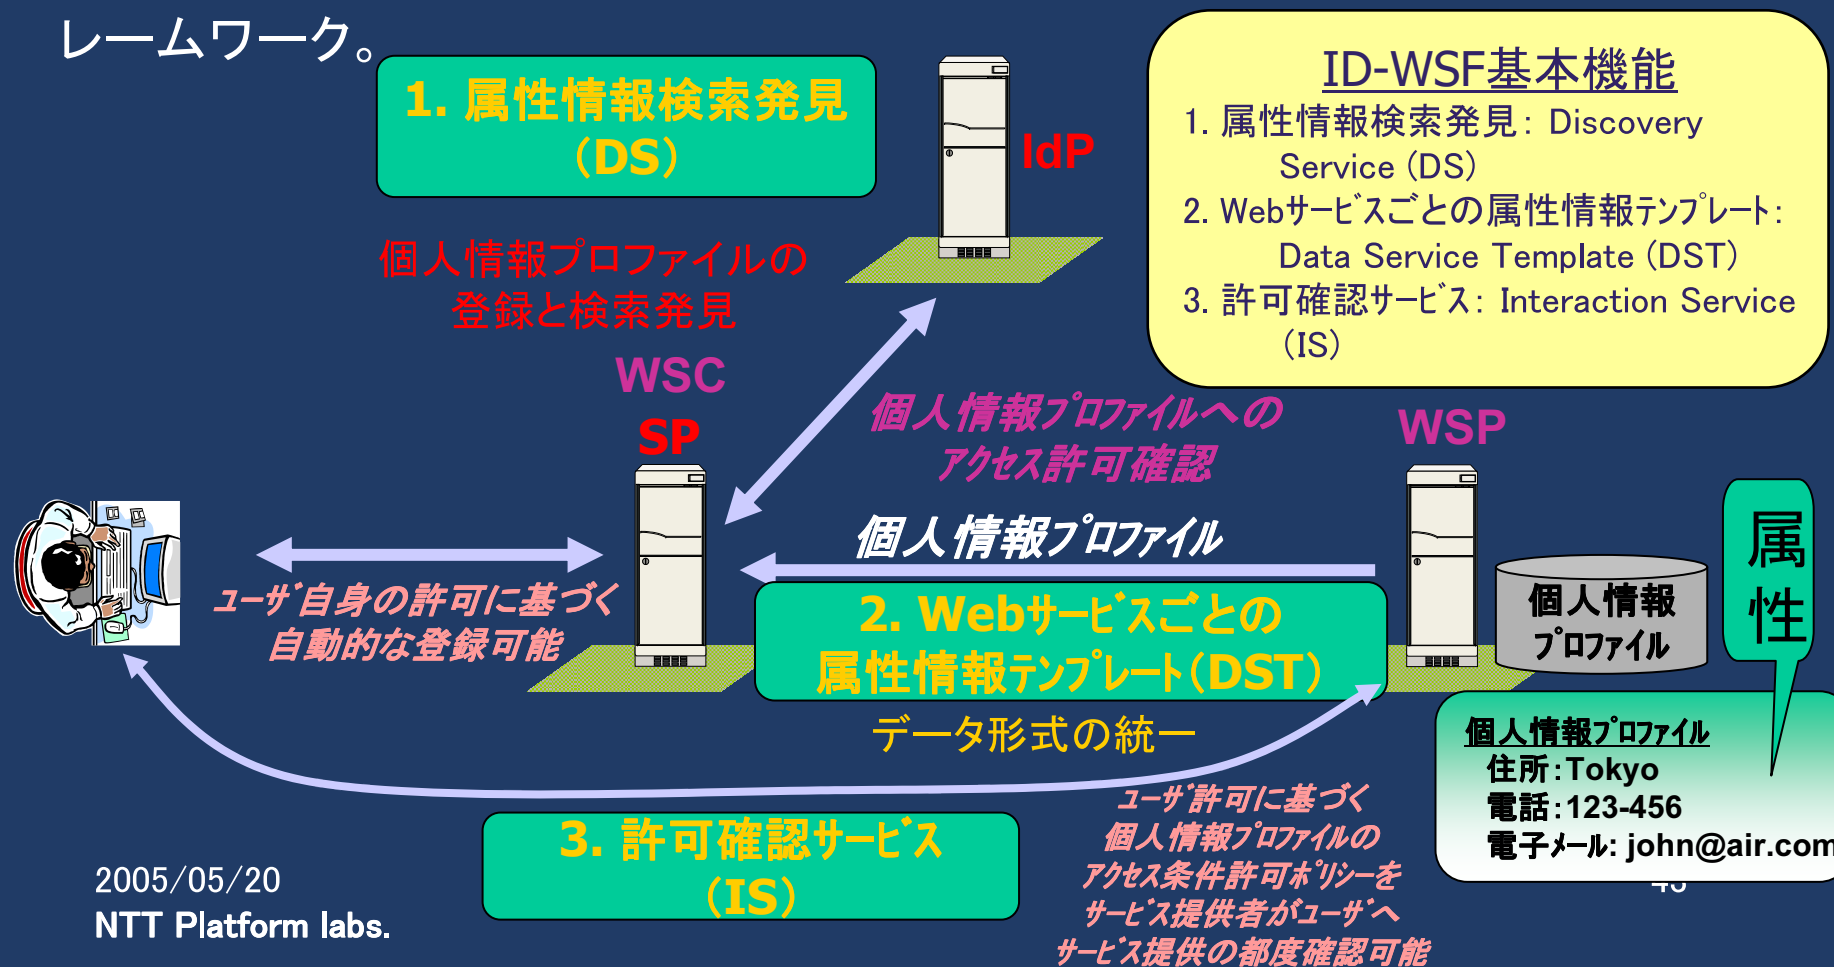 レームワーク。
1. 属性情報検索発見
(DS)
IdP
ID-WSF基本機能
1. 属性情報検索発見: Discovery
Service (DS)
2. Webサービスごとの属性情報テンプレート:
Data Service Template (DST)
3. 許可確認サービス: Interaction Service
(IS)
個人情報プロファイルの
登録と検索発見
WSC
SP
個人情報プロファイルへの
アクセス許可確認
WSP
属性
個人情報プロファイル
ユーザ自身の許可に基づく
自動的な登録可能
2. Webサービスごとの
属性情報テンプレート(DST)
データ形式の統一
個人情報
プロファイル
個人情報プロファイル
住所:Tokyo
電話:123-456
電子メール: john@air.com
3. 許可確認サービス
(IS)
ユーザ許可に基づく
個人情報プロファイルの
アクセス条件許可ポリシーを
サービス提供者がユーザへ
サービス提供の都度確認可能
2005/05/20
NTT Platform labs.